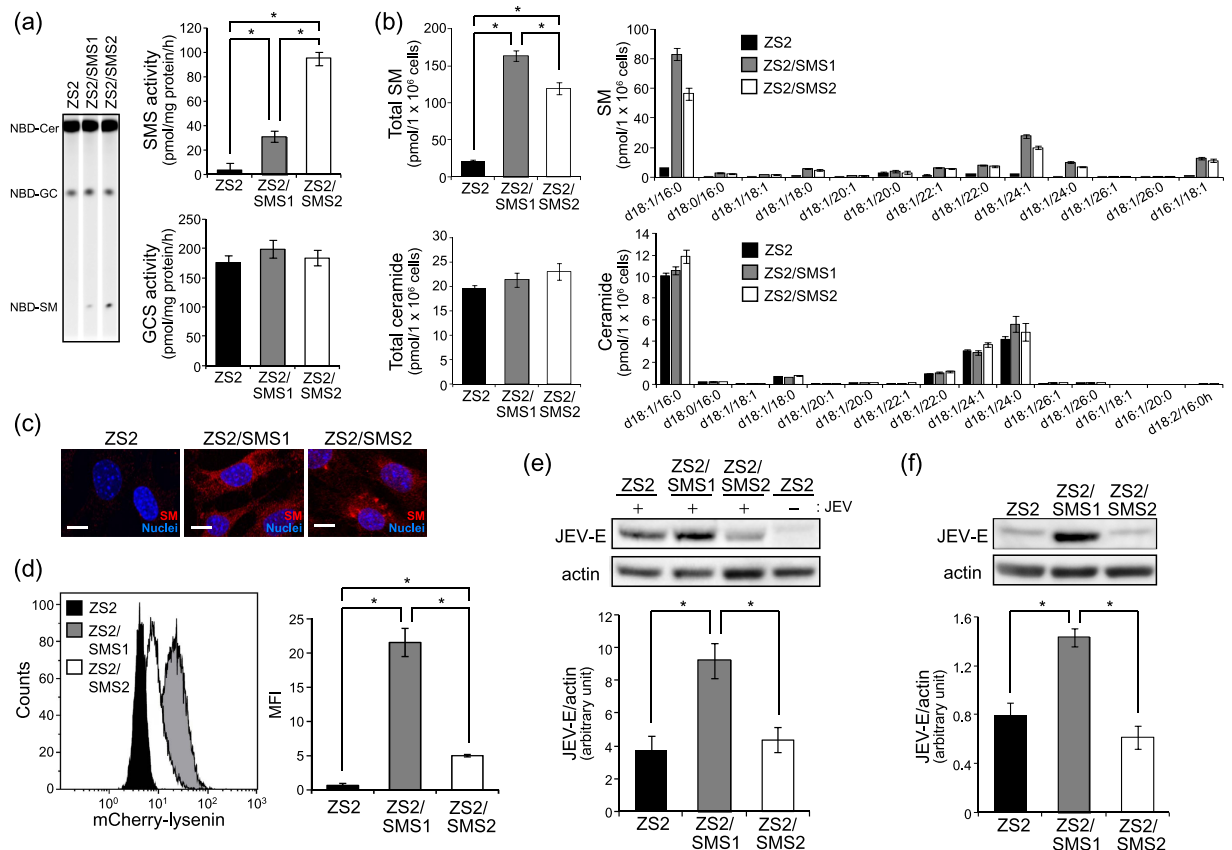 (a)
ZS2
ZS2/SMS1
ZS2/SMS2
NBD-Cer
NBD-GC
NBD-SM
SMS activity
(pmol/mg protein/h)
120
100
80
60
40
20
0
*
*
*
ZS2
ZS2/
SMS1
ZS2/
SMS2
GCS activity
(pmol/mg protein/h)
250
200
150
100
50
0
ZS2
ZS2/
SMS1
ZS2/
SMS2
(b)
Total SM
(pmol/1 x 10⁶ cells)
200
150
100
50
0
*
*
*
ZS2
ZS2/
SMS1
ZS2/
SMS2
SM
(pmol/1 x 10⁶ cells)
100
80
60
40
20
0
ZS2
ZS2/SMS1
ZS2/SMS2
d18:1/16:0
d18:0/16:0
d18:1/18:1
d18:1/18:0
d18:1/20:1
d18:1/20:0
d18:1/22:1
d18:1/22:0
d18:1/24:1
d18:1/24:0
d18:1/26:1
d18:1/26:0
d16:1/18:1
Total ceramide
(pmol/1 x 10⁶ cells)
30
25
20
15
10
5
0
ZS2
ZS2/
SMS1
ZS2/
SMS2
Ceramide
(pmol/1 x 10⁶ cells)
14
12
10
8
6
4
2
0
ZS2
ZS2/SMS1
ZS2/SMS2
d18:1/16:0
d18:0/16:0
d18:1/18:1
d18:1/18:0
d18:1/20:1
d18:1/20:0
d18:1/22:1
d18:1/22:0
d18:1/24:1
d18:1/24:0
d18:1/26:1
d18:1/26:0
d16:1/18:1
d16:1/20:0
d18:2/16:0h
(c)
ZS2
ZS2/SMS1
ZS2/SMS2
SM
Nuclei
SM
Nuclei
SM
Nuclei
(d)
ZS2
ZS2/
SMS1
ZS2/
SMS2
Counts
100
80
60
40
20
0
10⁰
10¹
10²
10³
mCherry-lysenin
MFI
25
20
15
10
5
0
*
*
*
ZS2
ZS2/
SMS1
ZS2/
SMS2
(e)
ZS2
ZS2/
SMS1
ZS2/
SMS2
ZS2
+ + + − : JEV
JEV-E
actin
JEV-E/actin
(arbitrary unit)
12
10
8
6
4
2
0
*
*
ZS2
ZS2/
SMS1
ZS2/
SMS2
(f)
ZS2
ZS2/
SMS1
ZS2/
SMS2
JEV-E
actin
JEV-E/actin
(arbitrary unit)
1.6
1.2
0.8
0.4
0
*
*
ZS2
ZS2/
SMS1
ZS2/
SMS2